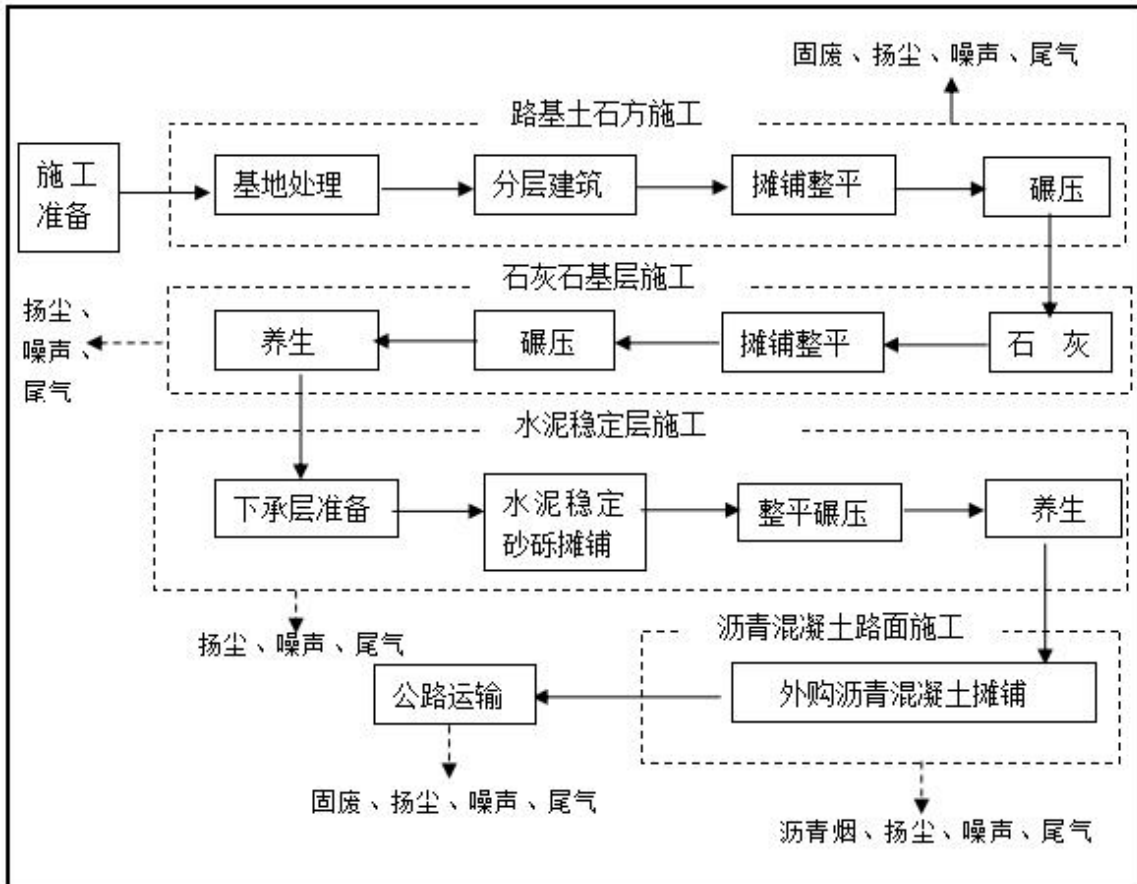 固废、扬尘、噪声、尾气
路基土石方施工
施工
准备
基地处理
分层建筑
摊铺整平
碾压
石灰石基层施工
扬尘、
噪声、
尾气
养生
碾压
摊铺整平
石 灰
水泥稳定层施工
下承层准备
水泥稳定
砂砾摊铺
整平碾压
养生
扬尘、噪声、尾气
沥青混凝土路面施工
公路运输
外购沥青混凝土摊铺
固废、扬尘、噪声、尾气
沥青烟、扬尘、噪声、尾气